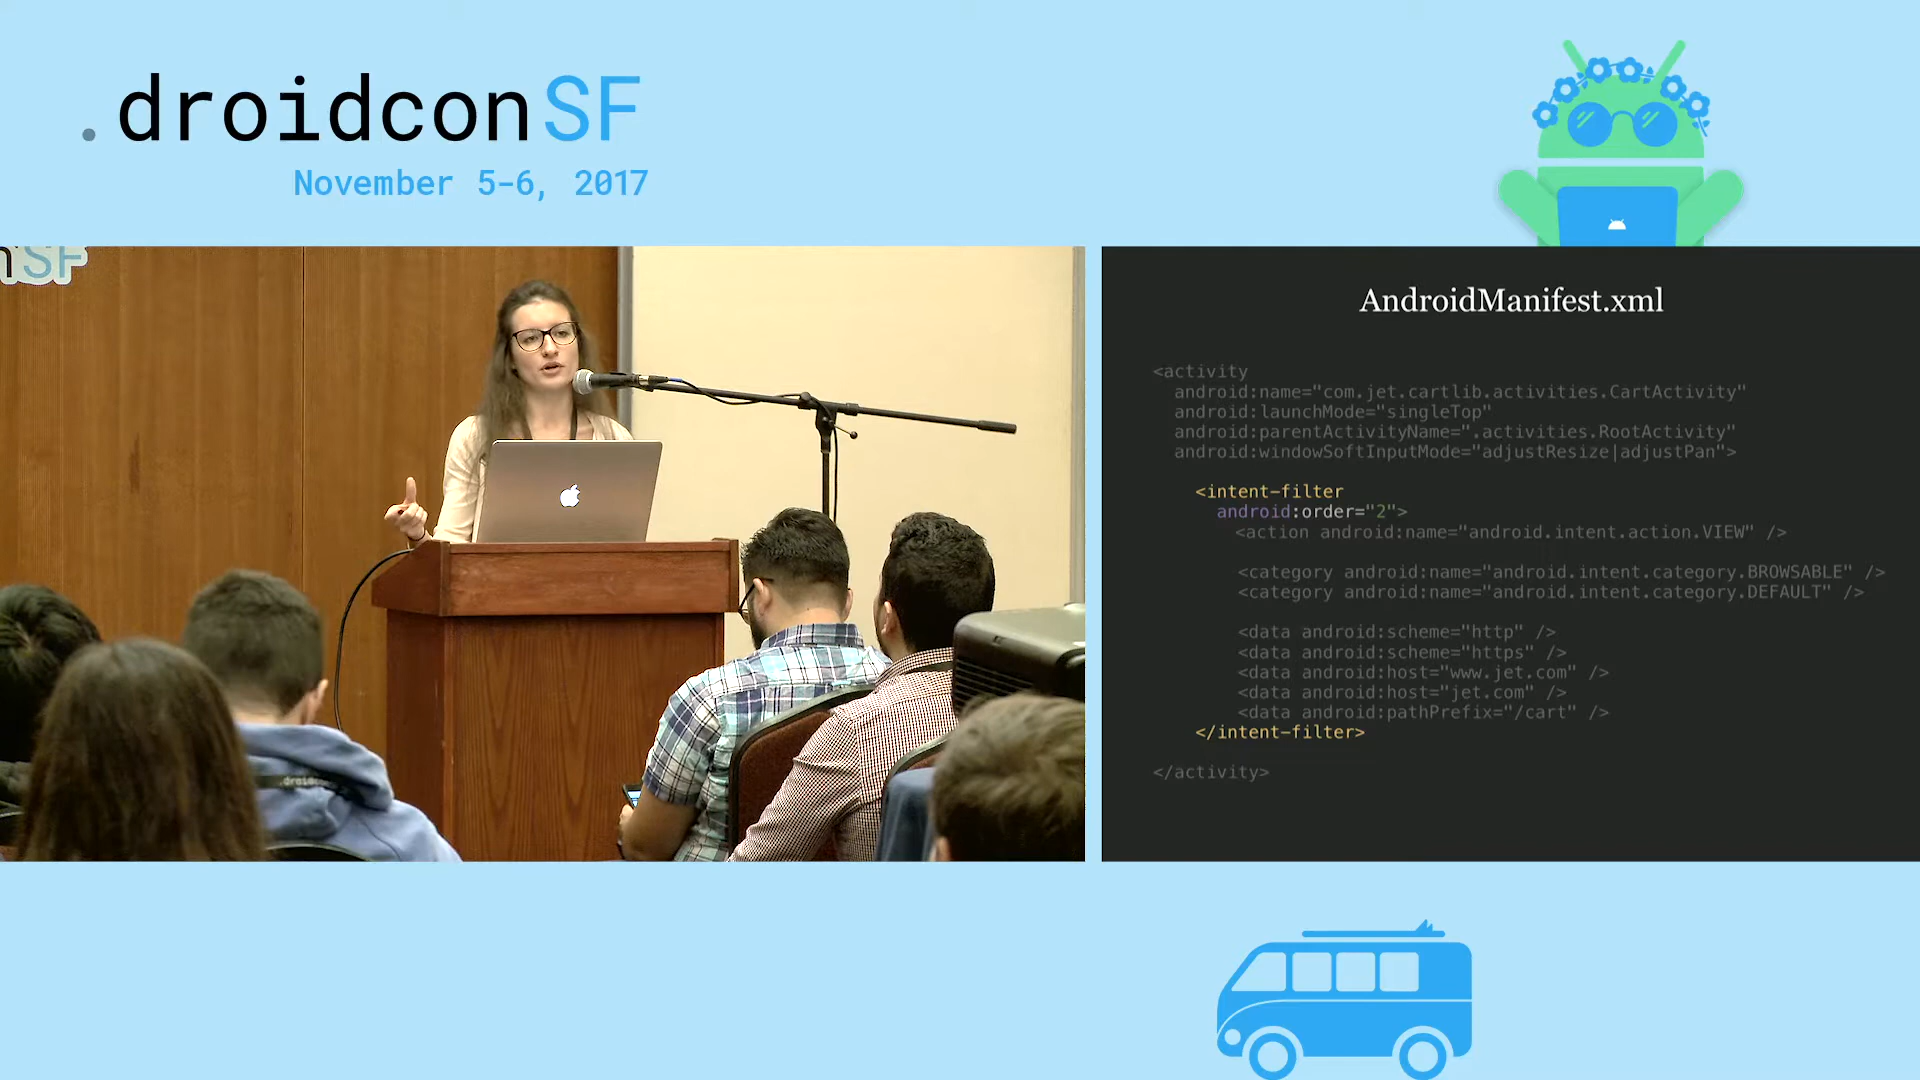 .droidconSF
November 5-6, 2017
nSF
AndroidManifest.xml
<activity
android:name="com.jet.cartlib.activities.CartActivity"
android:launchMode="singleTop"
android:parentActivityName=".activities.RootActivity"
android:windowSoftInputMode="adjustResize|adjustPan">
<intent-filter
android:order="2">
<action android:name="android.intent.action.VIEW" />
<category android:name="android.intent.category.BROWSABLE" />
<category android:name="android.intent.category.DEFAULT" />
<data android:scheme="http" />
<data android:scheme="https" />
<data android:host="www.jet.com" />
<data android:host="jet.com" />
<data android:pathPrefix="/cart" />
</intent-filter>
</activity>
.droidcon